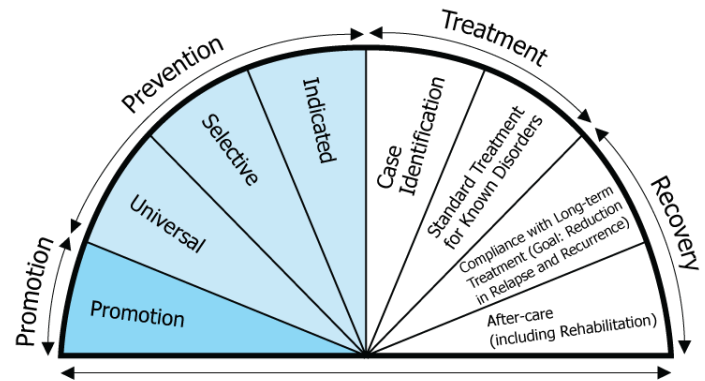 Promotion
Prevention
Treatment
Recovery
Promotion
Universal
Selective
Indicated
Case
Identification
Standard Treatment
for Known Disorders
Compliance with Long-term
Treatment (Goal: Reduction
in Relapse and Recurrence)
After-care
(including Rehabilitation)